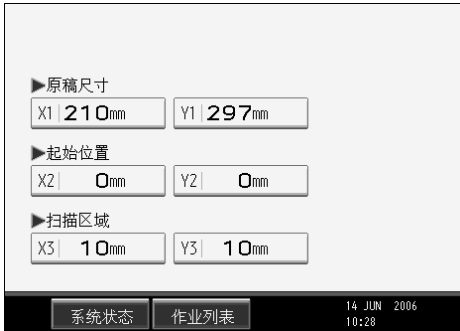 ▶原稿尺寸
X1 210mm Y1 297mm
▶起始位置
X2 0mm Y2 0mm
▶扫描区域
X3 10mm Y3 10mm
系统状态 作业列表 14 JUN 2006
10:28